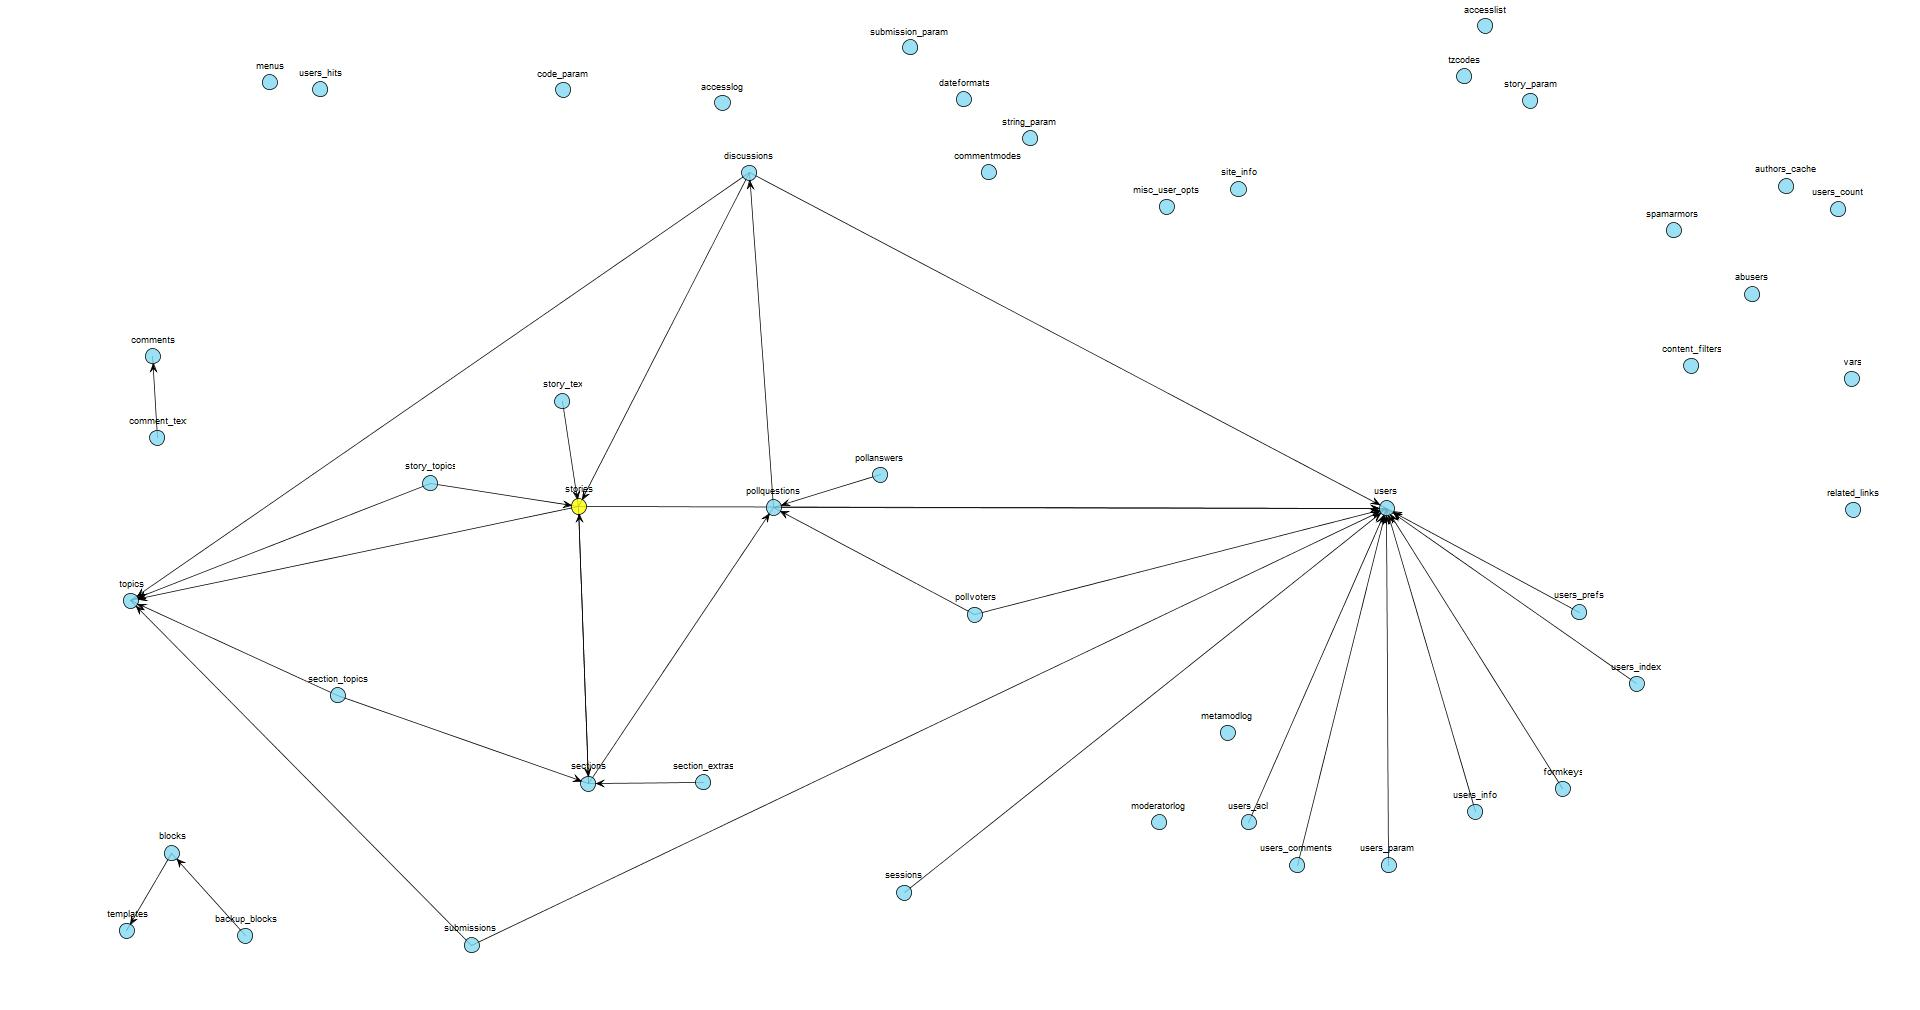 accesslist
submission_param
tzcodes
menus
users_hits
code_param
accesslog
dateformats
story_param
string_param
discussions
commentmodes
misc_user_opts
site_info
authors_cache
users_count
spamarmors
abusers
comments
content_filters
vars
story_tex
comment_tex
story_topics
pollanswers
stories
pollquestions
users
related_links
topics
pollvoters
users_prefs
section_topics
users_index
metamodlog
sections
section_extras
formkeys
moderatorlog
users_acl
users_info
blocks
users_comments
users_param
sessions
templates
backup_blocks
submissions